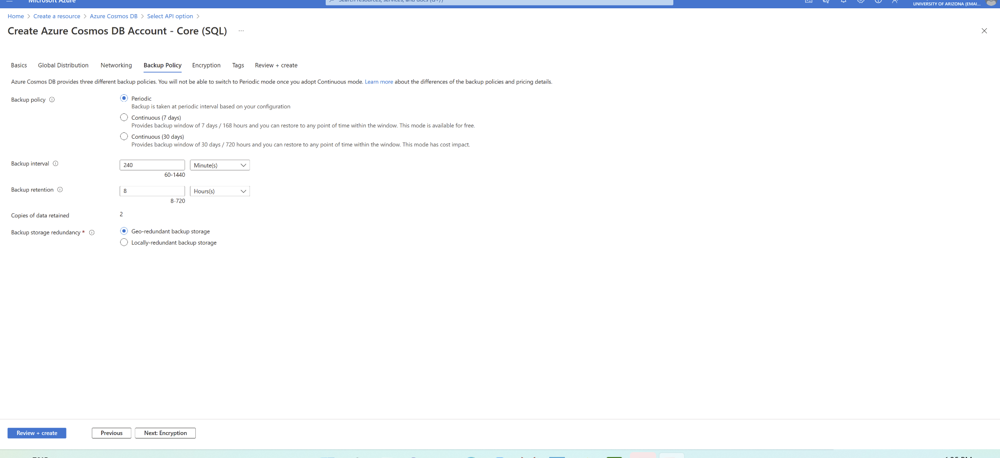 Microsoft Azure
Search resources, services, and docs (G+/)
UNIVERSITY OF ARIZONA (EMAI...
Home > Create a resource > Azure Cosmos DB > Select API option >
Create Azure Cosmos DB Account - Core (SQL) ...
Basics Global Distribution Networking Backup Policy Encryption Tags Review + create
Azure Cosmos DB provides three different backup policies. You will not be able to switch to Periodic mode once you adopt Continuous mode. Learn more about the differences of the backup policies and pricing details.
Backup policy
Periodic
Backup is taken at periodic interval based on your configuration
Continuous (7 days)
Provides backup window of 7 days / 168 hours and you can restore to any point of time within the window. This mode is available for free.
Continuous (30 days)
Provides backup window of 30 days / 720 hours and you can restore to any point of time within the window. This mode has cost impact.
Backup interval 240 Minute(s)
60-1440
Backup retention 8 Hours(s)
8-720
Copies of data retained 2
Backup storage redundancy * Geo-redundant backup storage
Locally-redundant backup storage
Review + create Previous Next: Encryption